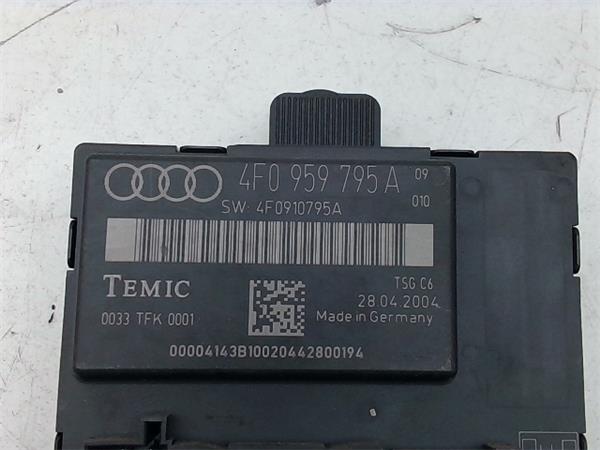 4F0 959 795 A 09
010
SW: 4F0910795A
TEMIC
TSG C6
28.04.2004
0033 TFK 0001
Made in Germany
00004143B10020442800194